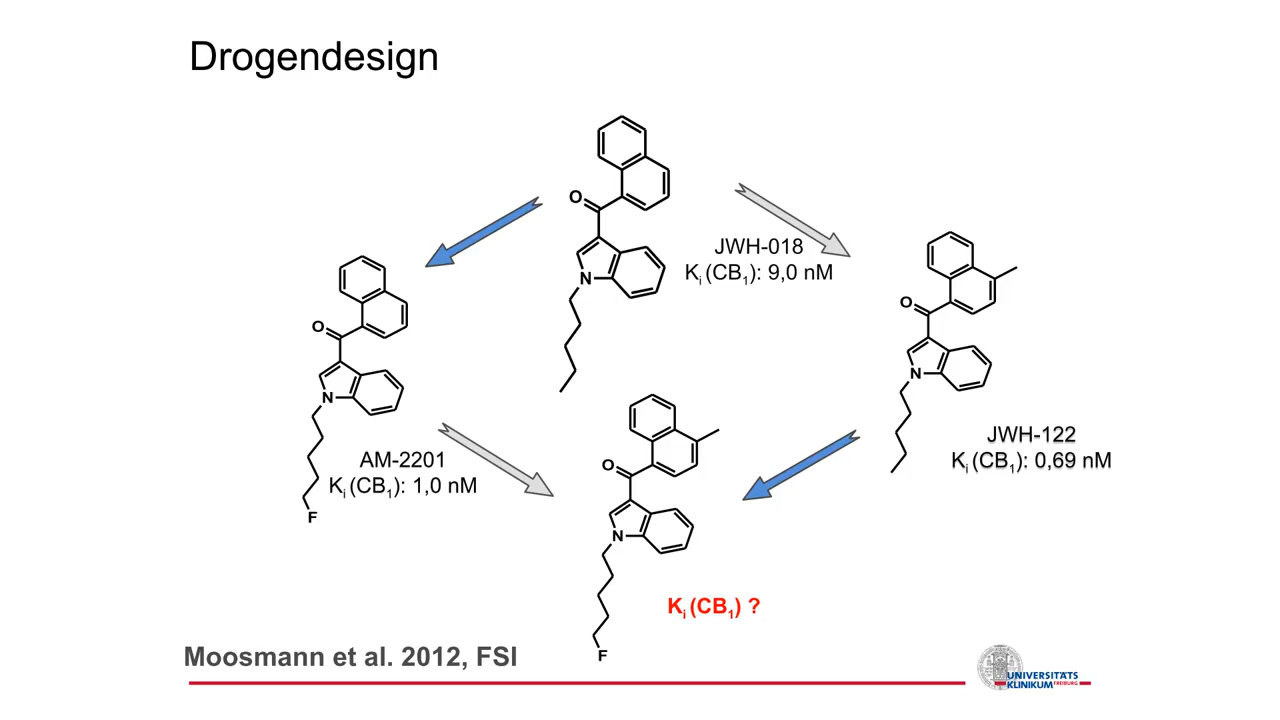 Drogendesign
O
N
JWH-018
Ki (CB1): 9,0 nM
O
N
F
AM-2201
Ki (CB1): 1,0 nM
O
N
JWH-122
Ki (CB1): 0,69 nM
O
N
F
Ki (CB1) ?
Moosmann et al. 2012, FSI
UNIVERSITÄTS
KLINIKUM FREIBURG